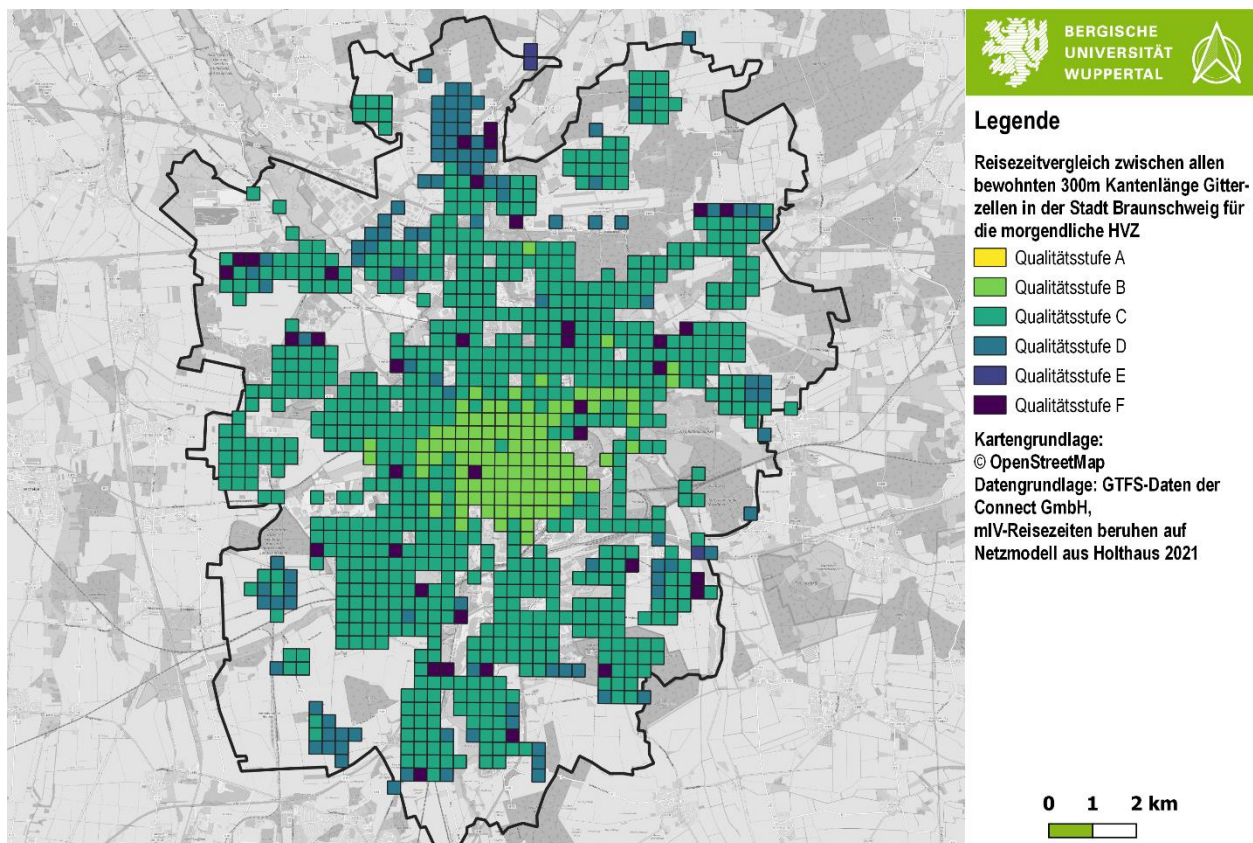 BERGISCHE
UNIVERSITÄT
WUPPERTAL
Legende
Reisezeitvergleich zwischen allen
bewohnten 300m Kantenlänge Gitter-
zellen in der Stadt Braunschweig für
die morgendliche HVZ
Qualitätsstufe A
Qualitätsstufe B
Qualitätsstufe C
Qualitätsstufe D
Qualitätsstufe E
Qualitätsstufe F
Kartengrundlage:
© OpenStreetMap
Datengrundlage: GTFS-Daten der
Connect GmbH,
mIV-Reisezeiten beruhen auf
Netzmodell aus Holthaus 2021
0 1 2 km